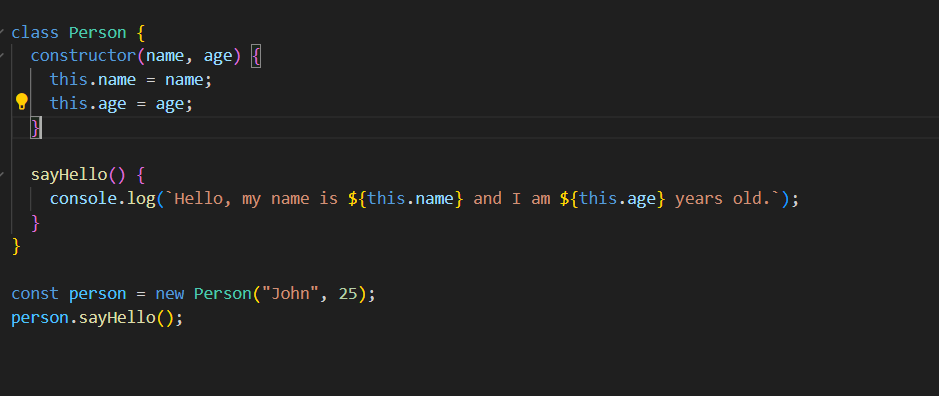 class Person {
  constructor(name, age) {
    this.name = name;
    this.age = age;
  }
  sayHello() {
    console.log(`Hello, my name is ${this.name} and I am ${this.age} years old.`);
  }
}
const person = new Person("John", 25);
person.sayHello();